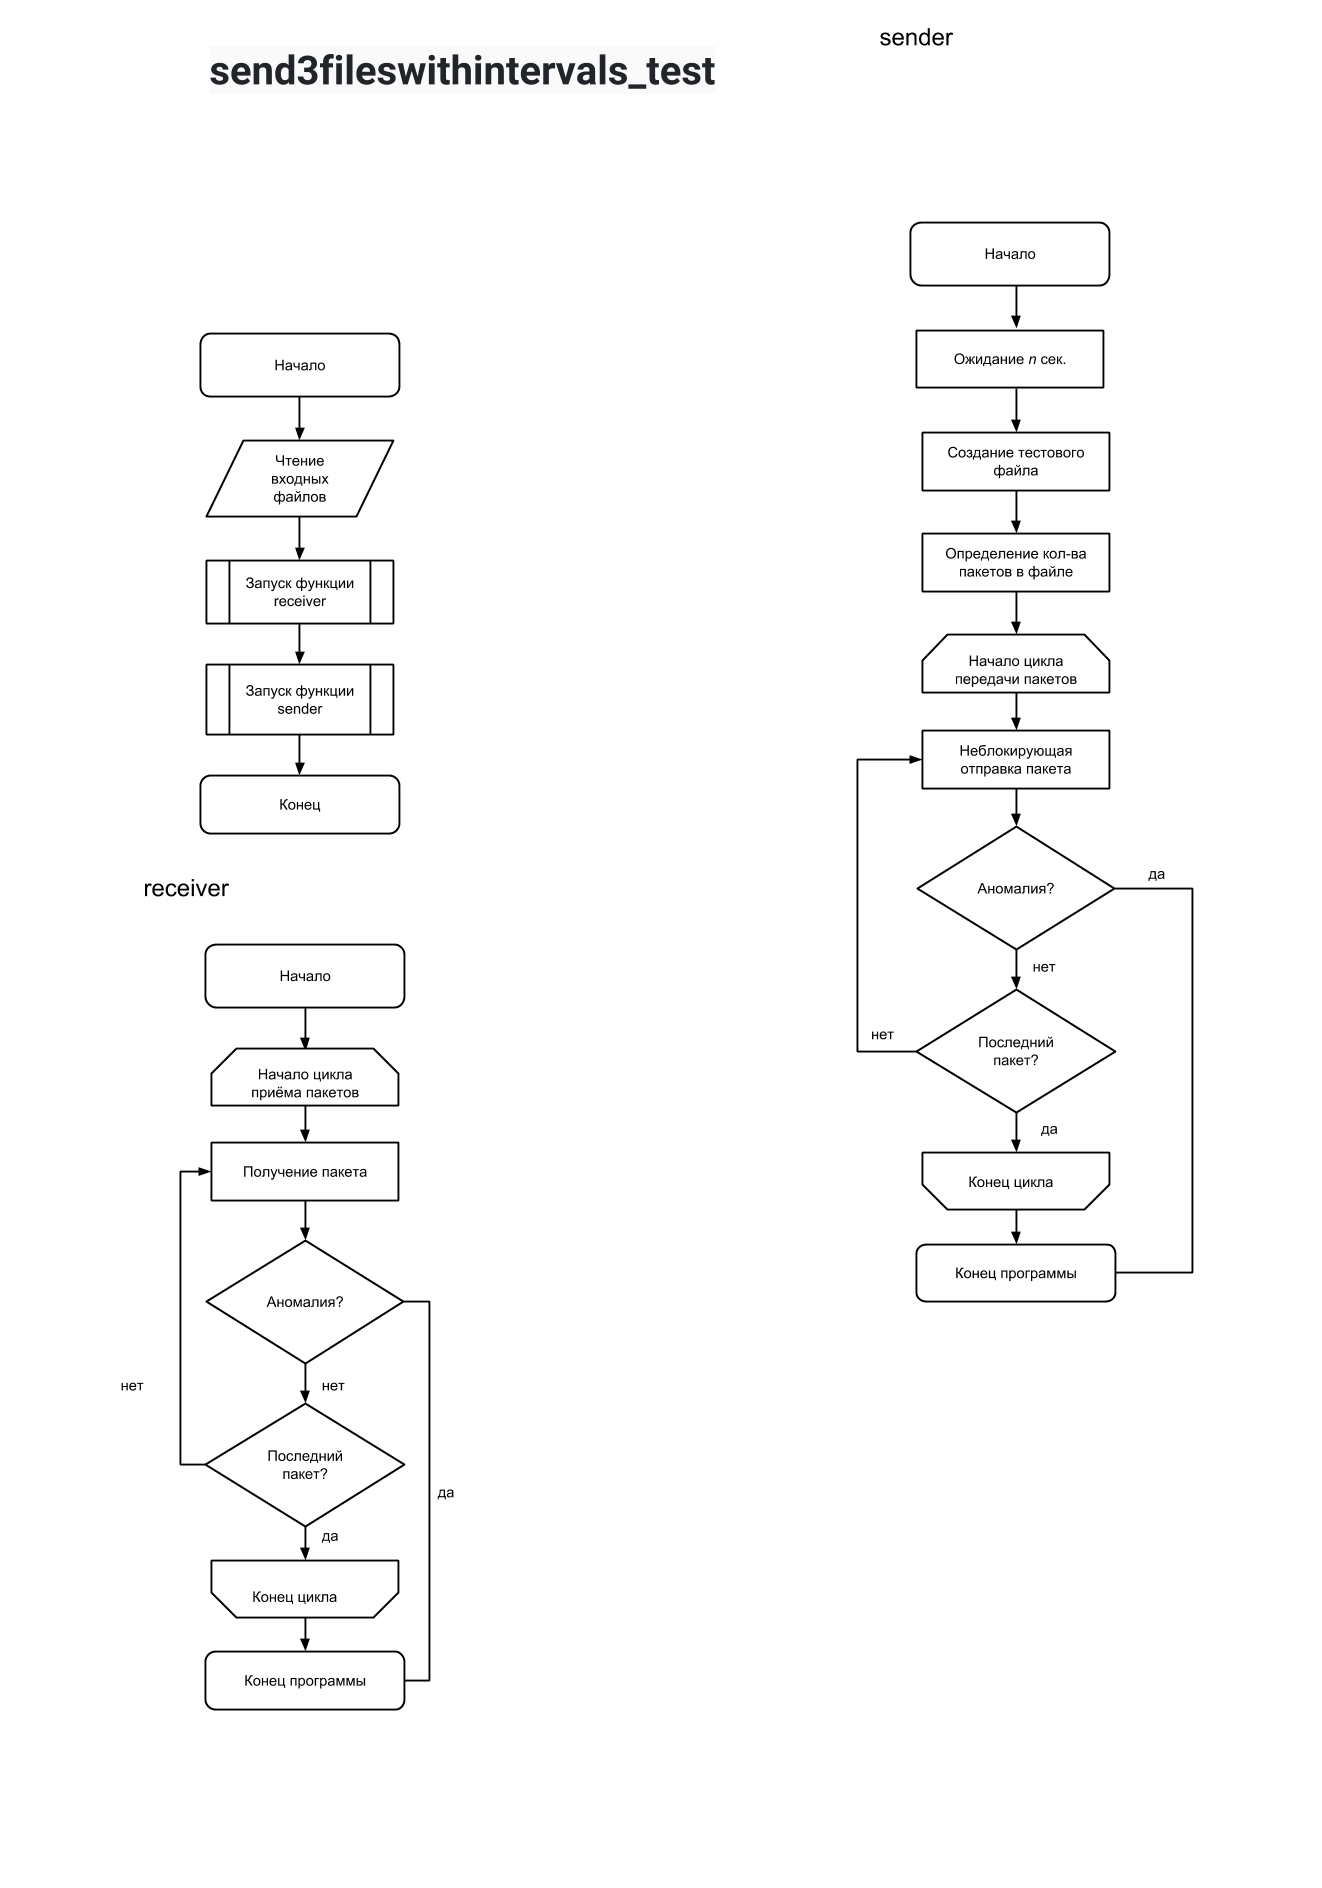 send3fileswithintervals_test
Начало
Чтение
входных
файлов
Запуск функции
receiver
Запуск функции
sender
Конец
receiver
Начало
Начало цикла
приёма пакетов
Получение пакета
Аномалия?
нет
нет
Последний
пакет?
да
да
Конец цикла
Конец программы
sender
Начало
Ожидание n сек.
Создание тестового
файла
Определение кол-ва
пакетов в файле
Начало цикла
передачи пакетов
Неблокирующая
отправка пакета
Аномалия?
да
нет
нет
Последний
пакет?
да
Конец цикла
Конец программы